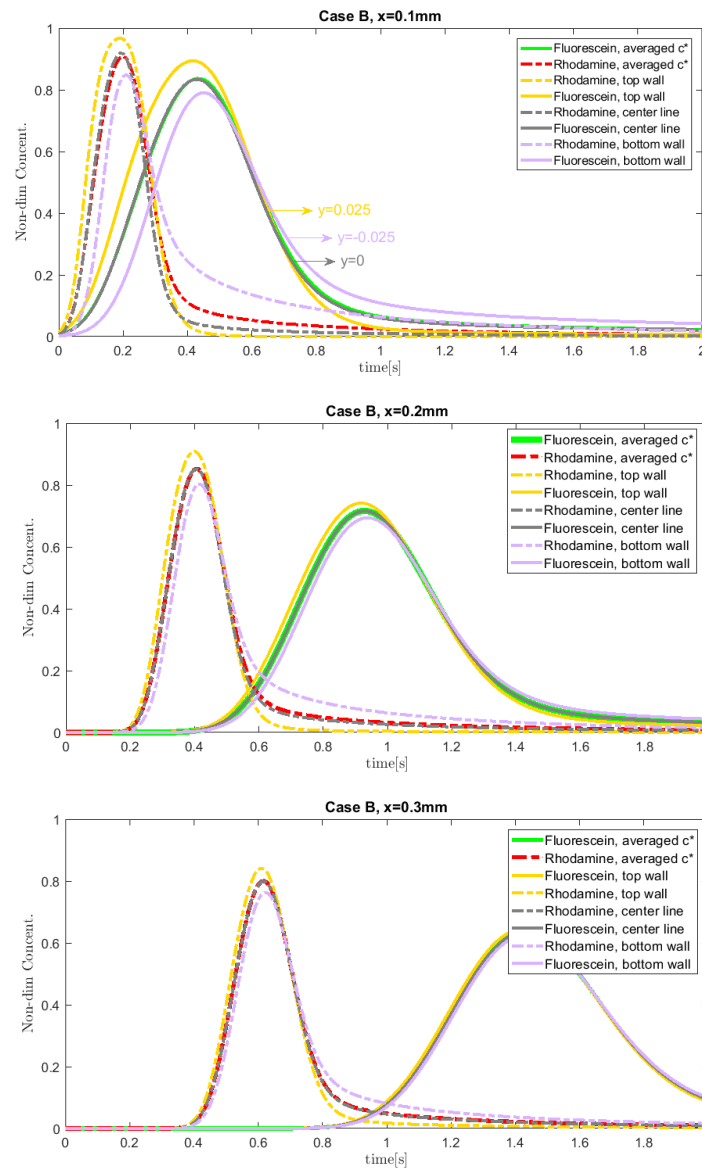 Case B, x=0.1mm
1
0.8
0.6
0.4
0.2
0
Non-dim Concent.
Fluorescein, averaged c*
Rhodamine, averaged c*
Rhodamine, top wall
Fluorescein, top wall
Rhodamine, center line
Fluorescein, center line
Rhodamine, bottom wall
Fluorescein, bottom wall
y=0.025
y=-0.025
y=0
0 0.2 0.4 0.6 0.8 1 1.2 1.4 1.6 1.8 2
time[s]
Case B, x=0.2mm
1
0.8
0.6
0.4
0.2
0
Non-dim Concent.
Fluorescein, averaged c*
Rhodamine, averaged c*
Rhodamine, top wall
Fluorescein, top wall
Rhodamine, center line
Fluorescein, center line
Rhodamine, bottom wall
Fluorescein, bottom wall
0 0.2 0.4 0.6 0.8 1 1.2 1.4 1.6 1.8
time[s]
Case B, x=0.3mm
1
0.8
0.6
0.4
0.2
0
Non-dim Concent.
Fluorescein, averaged c*
Rhodamine, averaged c*
Fluorescein, top wall
Rhodamine, top wall
Rhodamine, center line
Fluorescein, center line
Rhodamine, bottom wall
Fluorescein, bottom wall
0 0.2 0.4 0.6 0.8 1 1.2 1.4 1.6 1.8
time[s]